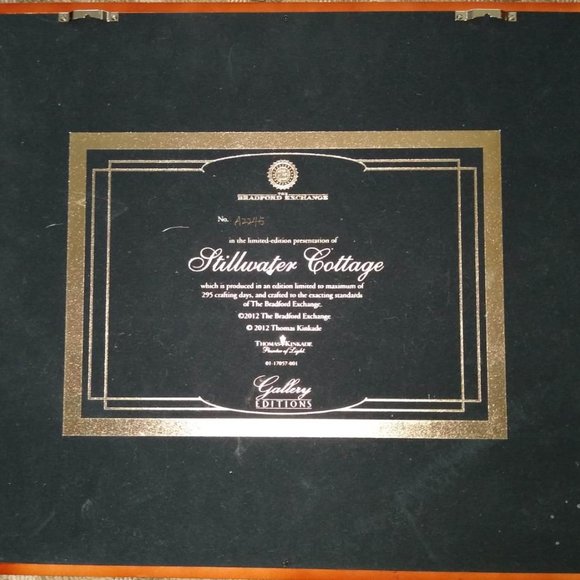 THE
BRADFORD EXCHANGE
No. A2245
in the limited-edition presentation of
Stillwater Cottage
which is produced in an edition limited to maximum of
295 crafting days, and crafted to the exacting standards
of The Bradford Exchange.
©2012 The Bradford Exchange
© 2012 Thomas Kinkade
THOMAS KINKADE
Painter of Light
01-17057-001
Gallery
EDITIONS